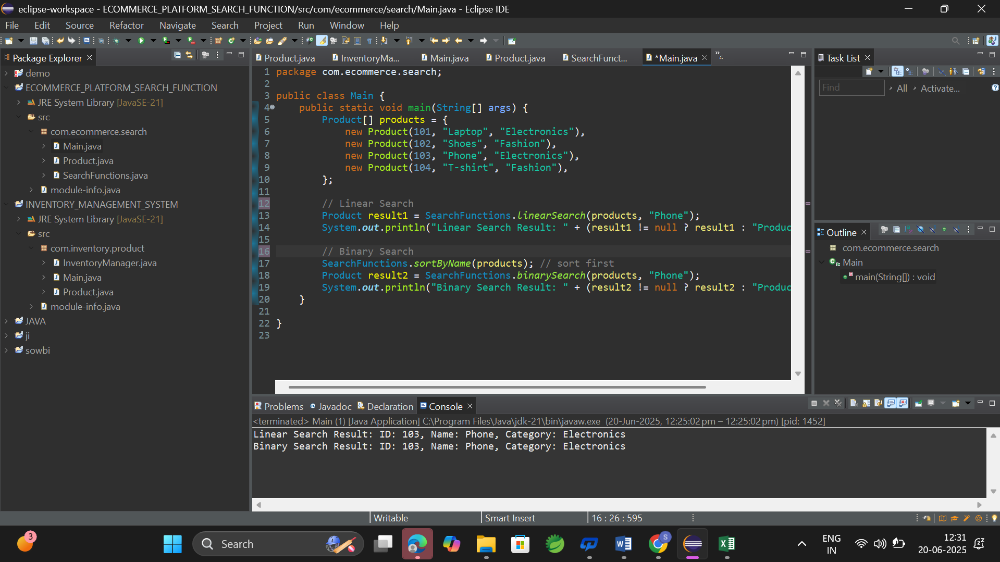 eclipse-workspace - ECOMMERCE_PLATFORM_SEARCH_FUNCTION/src/com/ecommerce/search/Main.java - Eclipse IDE
File Edit Source Refactor Navigate Search Project Run Window Help
Package Explorer
demo
ECOMMERCE_PLATFORM_SEARCH_FUNCTION
JRE System Library [JavaSE-21]
src
com.ecommerce.search
Main.java
Product.java
SearchFunctions.java
module-info.java
INVENTORY_MANAGEMENT_SYSTEM
JRE System Library [JavaSE-21]
src
com.inventory.product
InventoryManager.java
Main.java
Product.java
module-info.java
JAVA
ji
sowbi
Product.java InventoryMa... Main.java Product.java SearchFunct... *Main.java
1 package com.ecommerce.search;
2
3 public class Main {
4 public static void main(String[] args) {
5 Product[] products = {
6 new Product(101, "Laptop", "Electronics"),
7 new Product(102, "Shoes", "Fashion"),
8 new Product(103, "Phone", "Electronics"),
9 new Product(104, "T-shirt", "Fashion"),
10 };
11
12 // Linear Search
13 Product result1 = SearchFunctions.linearSearch(products, "Phone");
14 System.out.println("Linear Search Result: " + (result1 != null ? result1 : "Produc
15
16 // Binary Search
17 SearchFunctions.sortByName(products); // sort first
18 Product result2 = SearchFunctions.binarySearch(products, "Phone");
19 System.out.println("Binary Search Result: " + (result2 != null ? result2 : "Produc
20 }
21
22 }
23
Task List
Find All Activate...
Outline
com.ecommerce.search
Main
main(String[]) : void
Problems Javadoc Declaration Console
<terminated> Main (1) [Java Application] C:\Program Files\Java\jdk-21\bin\javaw.exe (20-Jun-2025, 12:25:02 pm – 12:25:02 pm) [pid: 1452]
Linear Search Result: ID: 103, Name: Phone, Category: Electronics
Binary Search Result: ID: 103, Name: Phone, Category: Electronics
Writable Smart Insert 16 : 26 : 595
3
Search
S
ENG
IN
12:31
20-06-2025